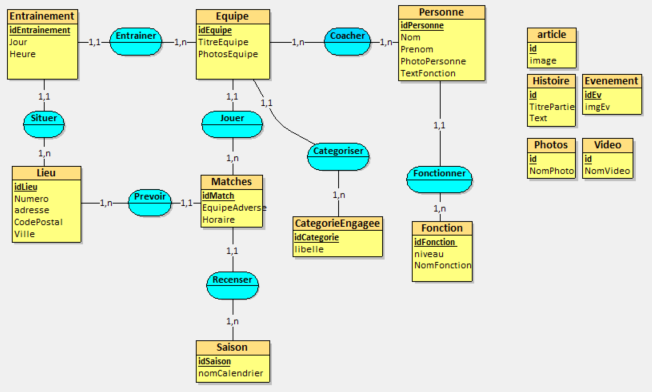 Entrainement
idEntrainement
Jour
Heure
1,1
Entrainer
1,n
Equipe
idEquipe
TitreEquipe
PhotosEquipe
1,n
Coacher
1,n
Personne
idPersonne
Nom
Prenom
PhotoPersonne
TextFonction
article
id
image
Histoire
id
TitrePartie
Text
Evenement
idEv
imgEv
Photos
id
NomPhoto
Video
id
NomVideo
1,1
Situer
1,n
1,1
Jouer
1,n
1,1
Categoriser
1,n
1,1
Fonctionner
1,n
Lieu
idLieu
Numero
adresse
CodePostal
Ville
1,n
Prevoir
1,1
Matches
idMatch
EquipeAdverse
Horaire
CategorieEngagee
idCategorie
libelle
Fonction
idFonction
niveau
NomFonction
1,1
Recenser
1,n
Saison
idSaison
nomCalendrier